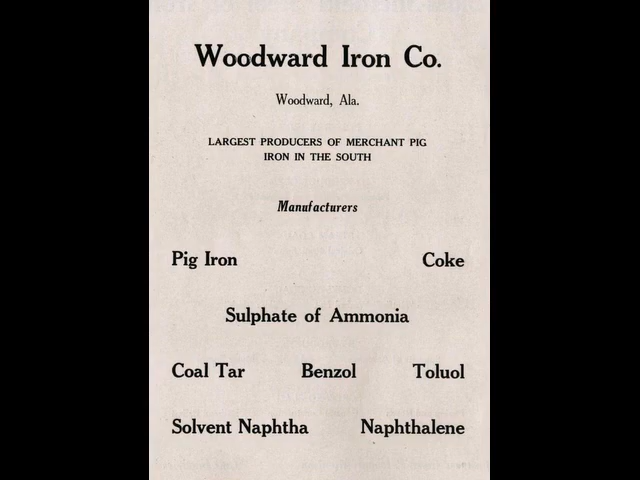 Woodward Iron Co.
Woodward, Ala.
LARGEST PRODUCERS OF MERCHANT PIG
IRON IN THE SOUTH
Manufacturers
Pig Iron Coke
Sulphate of Ammonia
Coal Tar Benzol Toluol
Solvent Naphtha Naphthalene